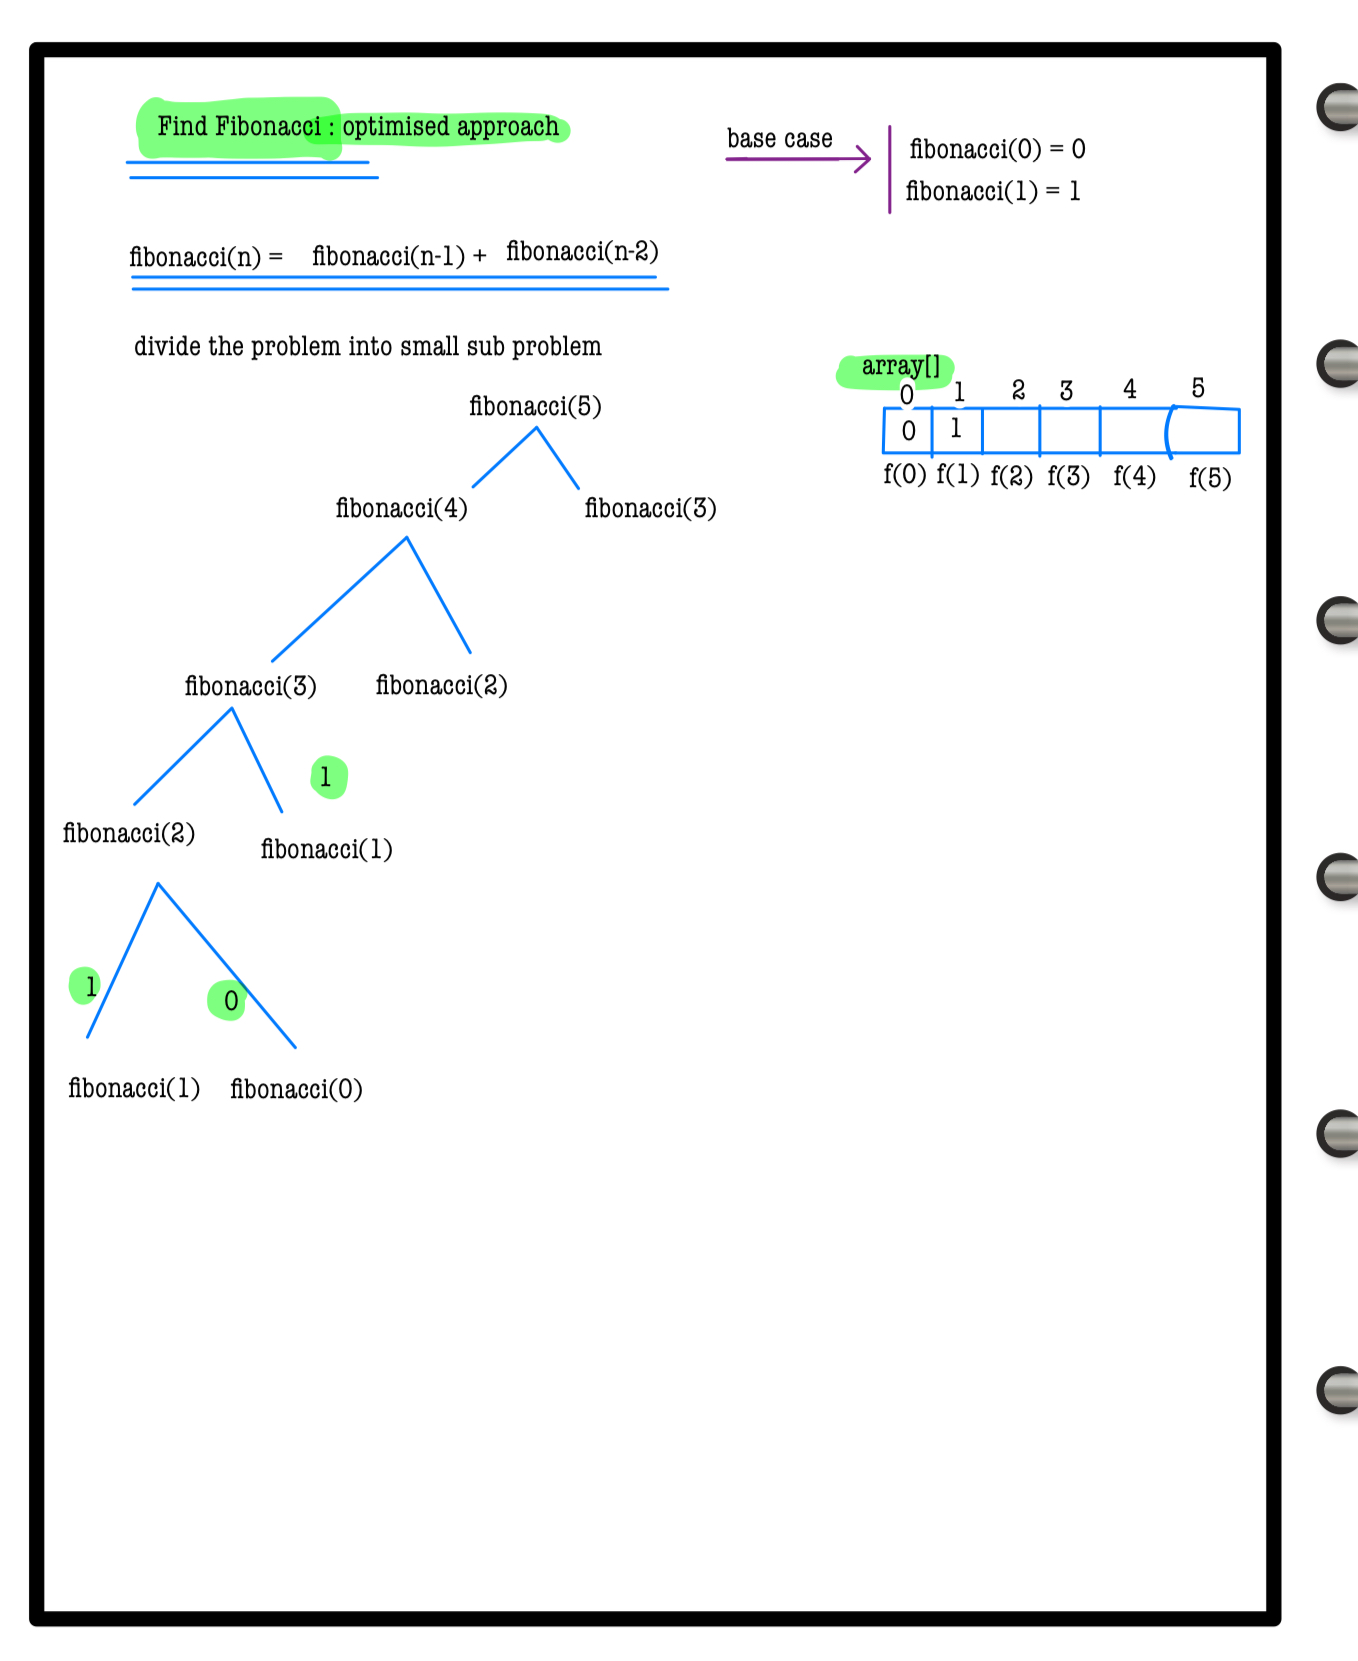 Find Fibonacci : optimised approach
base case
fibonacci(0) = 0
fibonacci(1) = 1
fibonacci(n) = fibonacci(n-1) + fibonacci(n-2)
divide the problem into small sub problem
array[]
0 1 2 3 4 5
0 1
f(0) f(1) f(2) f(3) f(4) f(5)
fibonacci(5)
fibonacci(4) fibonacci(3)
fibonacci(3) fibonacci(2)
1
fibonacci(2) fibonacci(1)
1 0
fibonacci(1) fibonacci(0)